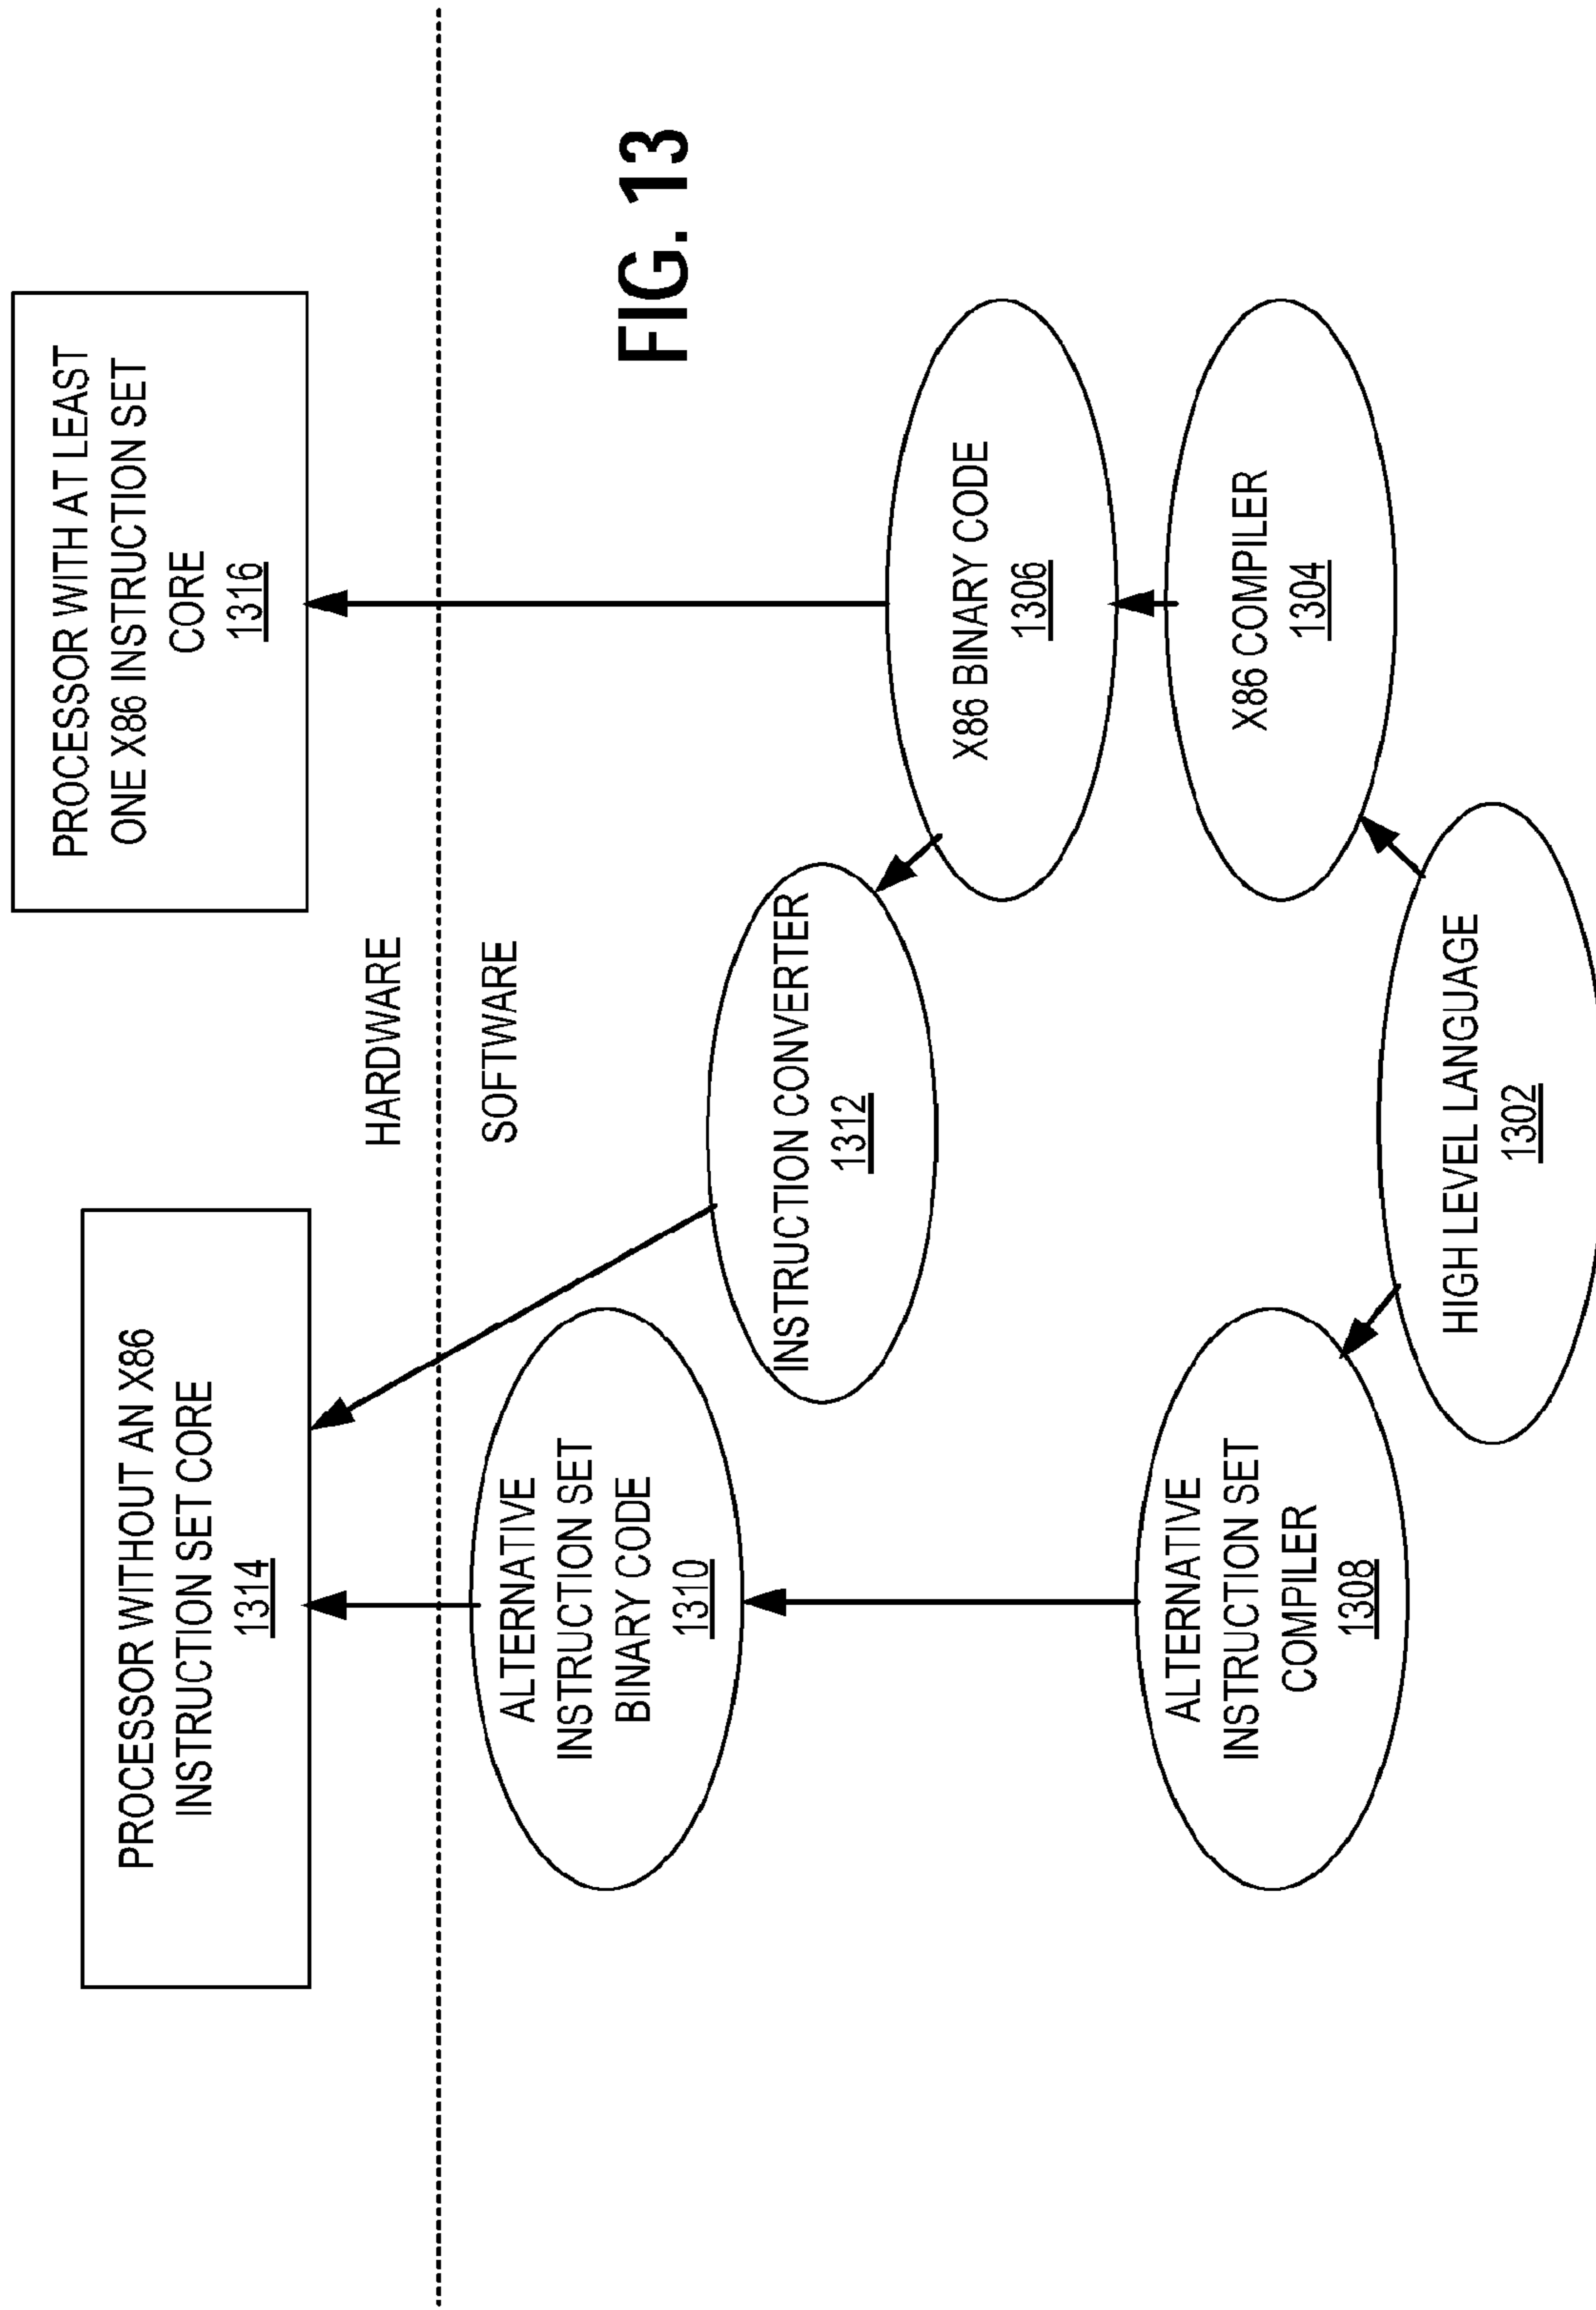 PROCESSOR WITHOUT AN X86
INSTRUCTION SET CORE
1314
PROCESSOR WITH AT LEAST
ONE X86 INSTRUCTION SET
CORE
1316
HARDWARE
SOFTWARE
ALTERNATIVE
INSTRUCTION SET
BINARY CODE
1310
INSTRUCTION CONVERTER
1312
X86 BINARY CODE
1306
ALTERNATIVE
INSTRUCTION SET
COMPILER
1308
X86 COMPILER
1304
HIGH LEVEL LANGUAGE
1302
FIG. 13